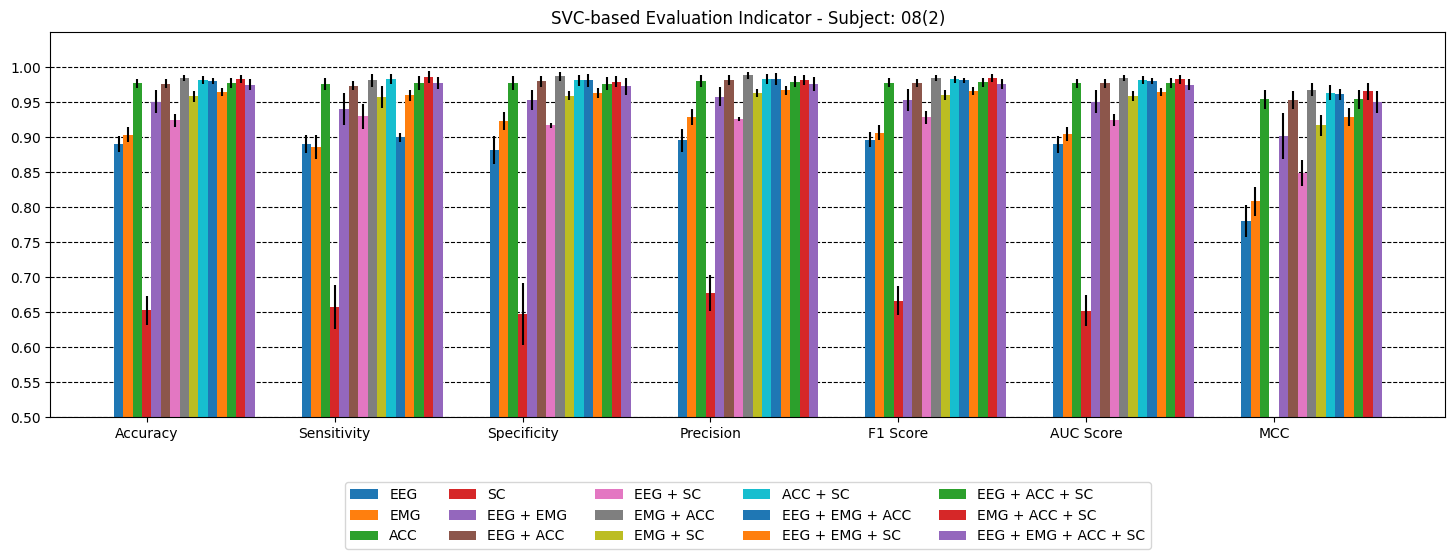 SVC-based Evaluation Indicator - Subject: 08(2)
1.00
0.95
0.90
0.85
0.80
0.75
0.70
0.65
0.60
0.55
0.50
Accuracy Sensitivity Specificity Precision F1 Score AUC Score MCC
EEG SC EEG + SC ACC + SC EEG + ACC + SC
EMG EEG + EMG EMG + ACC EEG + EMG + ACC EMG + ACC + SC
ACC EEG + ACC EMG + SC EEG + EMG + SC EEG + EMG + ACC + SC